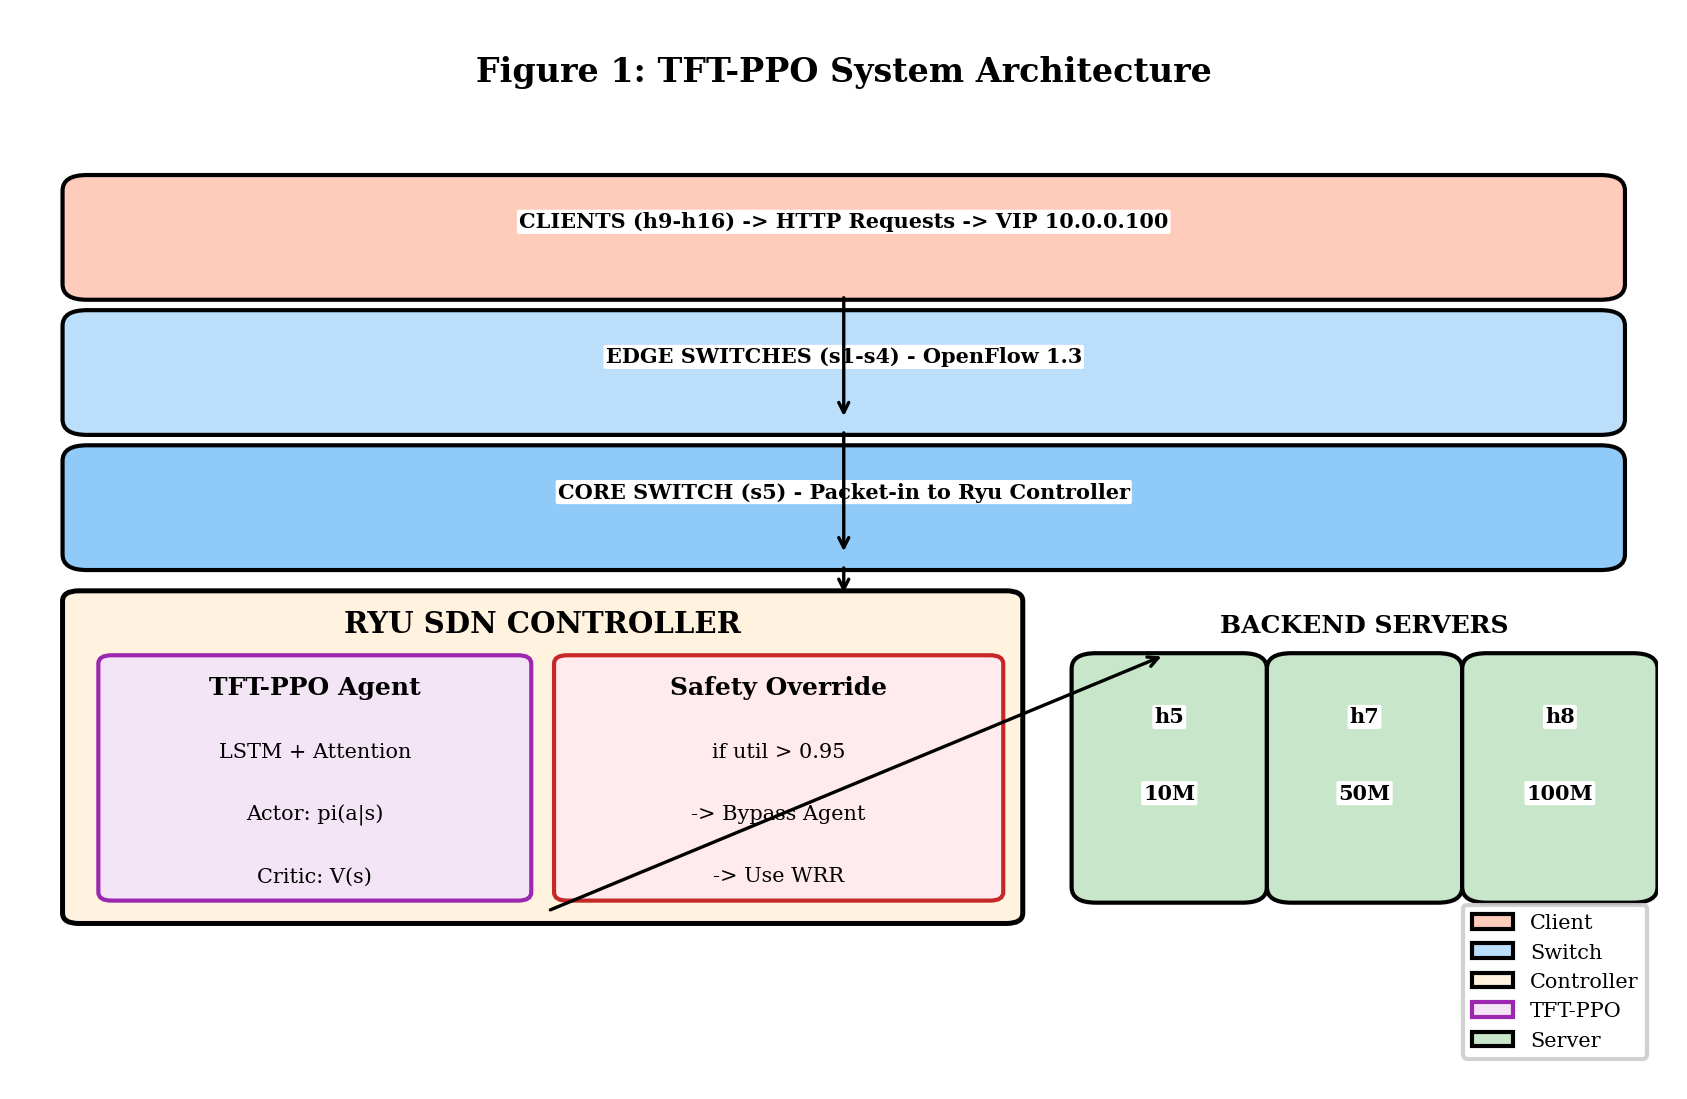 Figure 1: TFT-PPO System Architecture
CLIENTS (h9-h16) -> HTTP Requests -> VIP 10.0.0.100
EDGE SWITCHES (s1-s4) - OpenFlow 1.3
CORE SWITCH (s5) - Packet-in to Ryu Controller
RYU SDN CONTROLLER
TFT-PPO Agent
LSTM + Attention
Actor: pi(a|s)
Critic: V(s)
Safety Override
if util > 0.95
-> Bypass Agent
-> Use WRR
BACKEND SERVERS
h5
10M
h7
50M
h8
100M
Client
Switch
Controller
TFT-PPO
Server